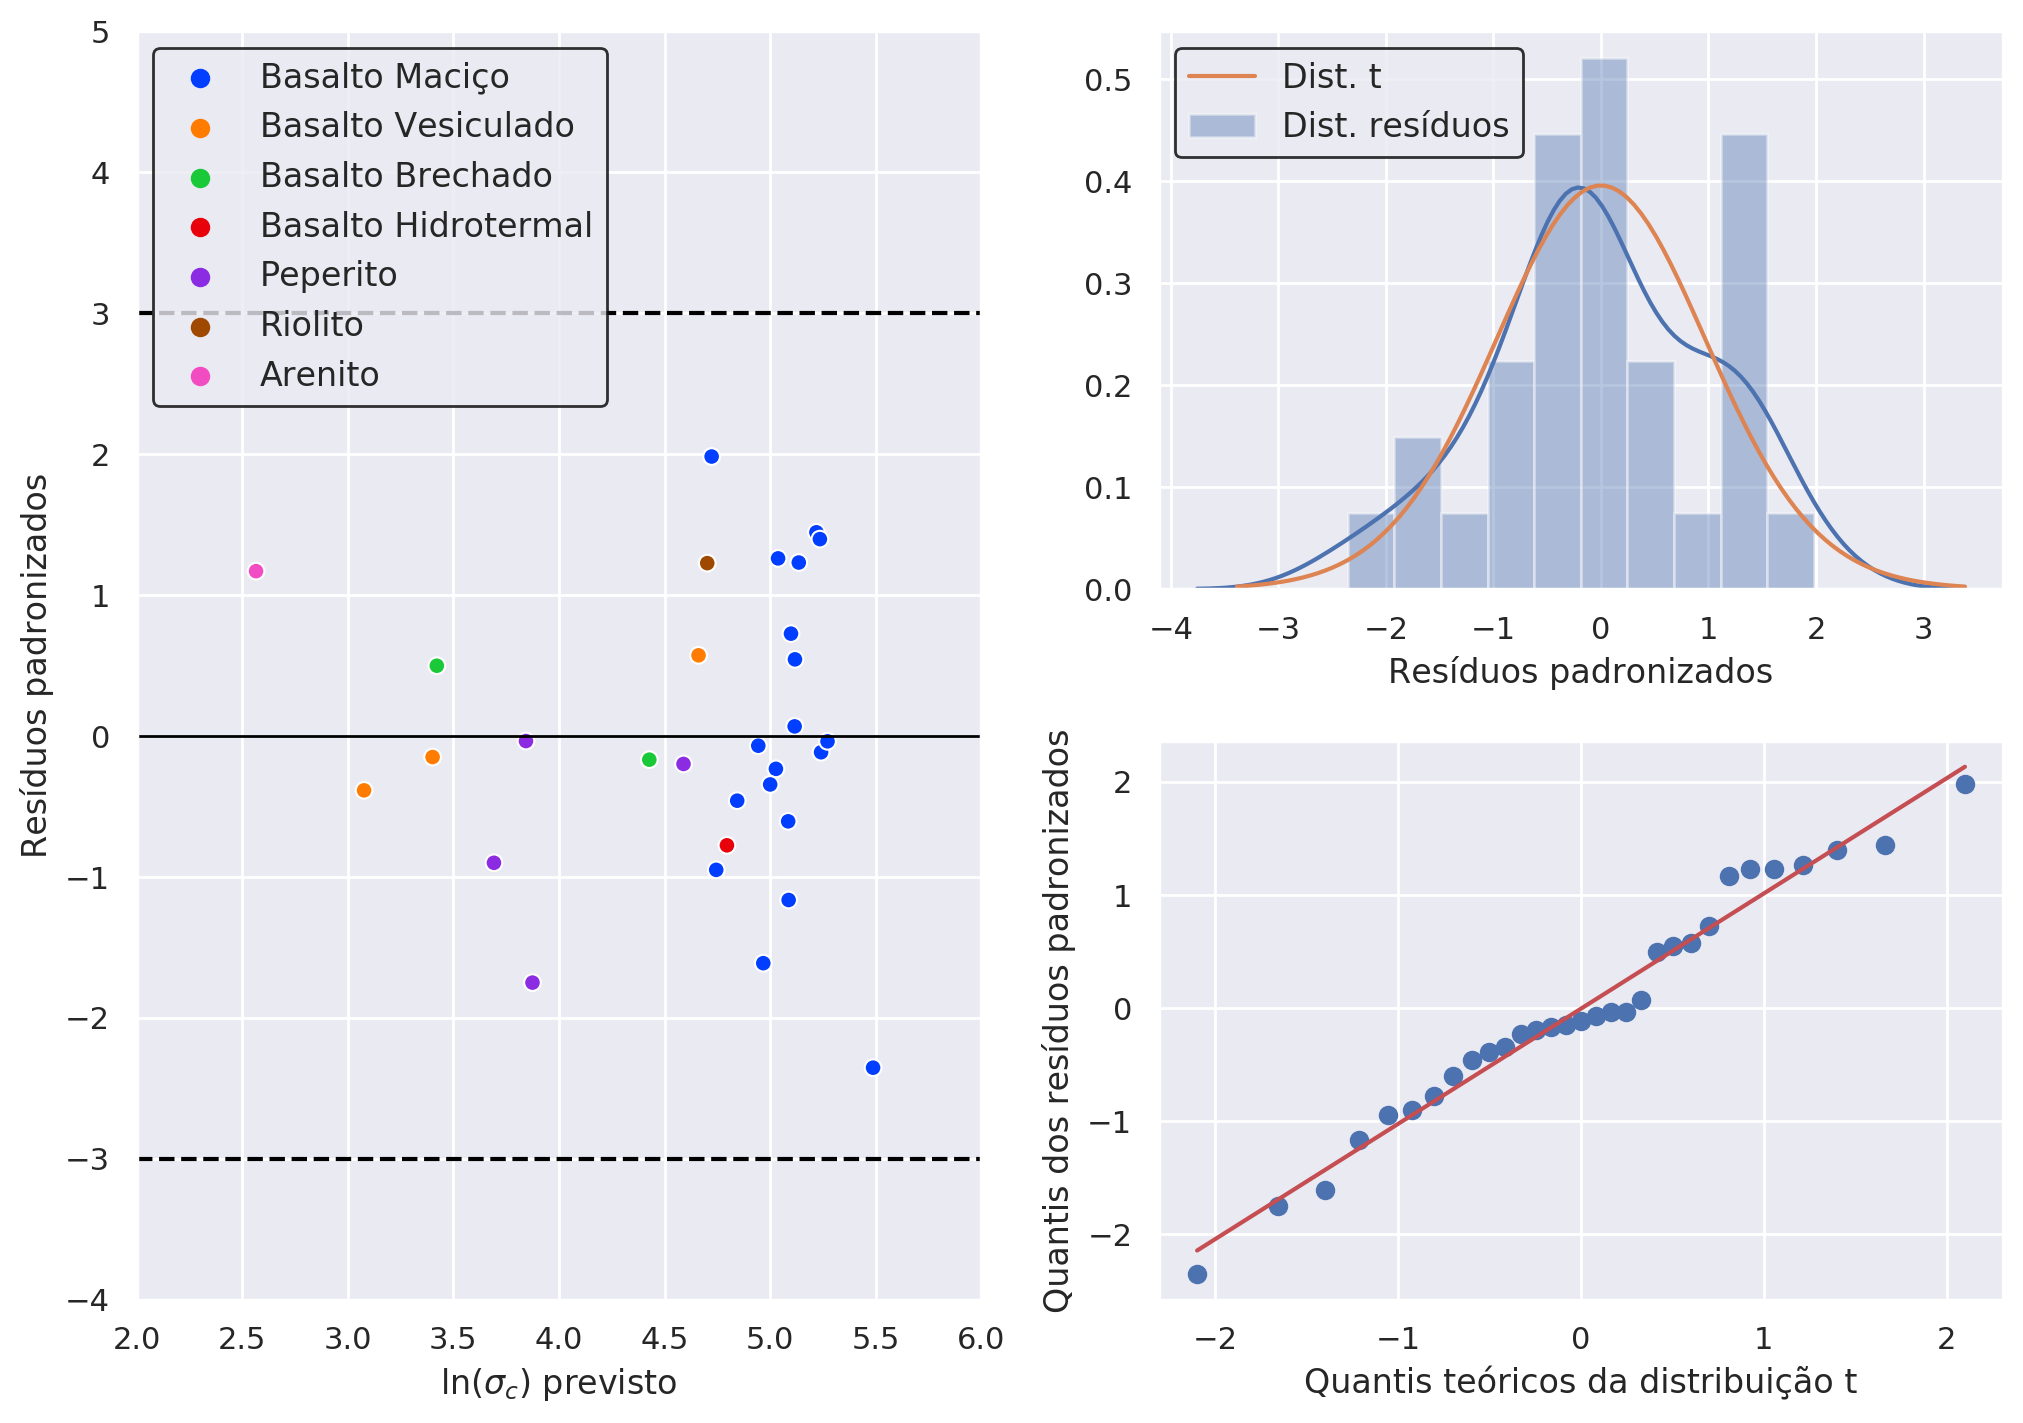 Resíduos padronizados
5
4
3
2
1
0
−1
−2
−3
−4
Basalto Maciço
Basalto Vesiculado
Basalto Brechado
Basalto Hidrotermal
Peperito
Riolito
Arenito
2.0 2.5 3.0 3.5 4.0 4.5 5.0 5.5 6.0
ln(σc) previsto
0.5
0.4
0.3
0.2
0.1
0.0
Dist. t
Dist. resíduos
−4 −3 −2 −1 0 1 2 3
Resíduos padronizados
Quantis dos resíduos padronizados
2
1
0
−1
−2
−2 −1 0 1 2
Quantis teóricos da distribuição t